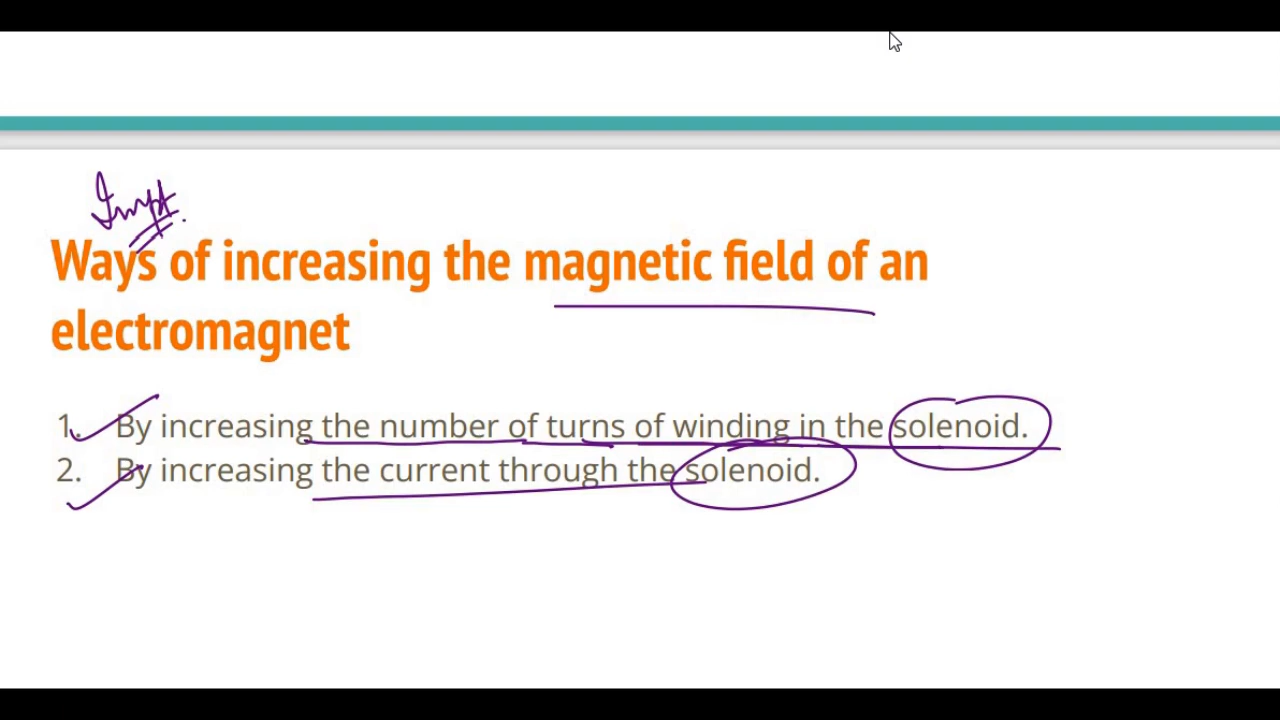 Impt.
Ways of increasing the magnetic field of an
electromagnet
1. By increasing the number of turns of winding in the solenoid.
2. By increasing the current through the solenoid.